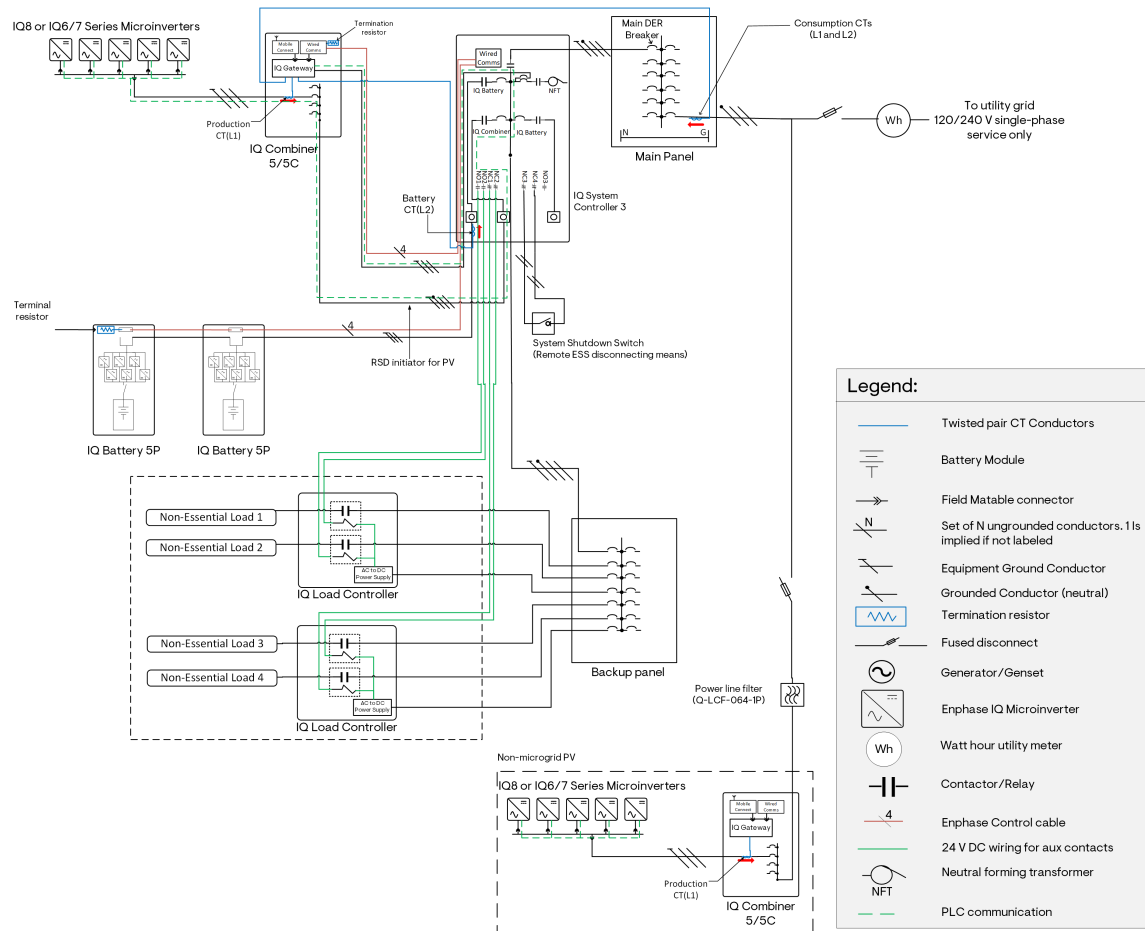 IQ8 or IQ6/7 Series Microinverters
Termination
resistor
Mobile
Connect
Wired
Comms
IQ Gateway
Production
CT(L1)
IQ Combiner
5/5C
Wired
Comms
IQ Battery
NFT
IQ Combiner
IQ Battery
NO1
NO2
NC1
NC2
NC3
NC4
NO3
Battery
CT(L2)
IQ System
Controller 3
Main DER
Breaker
N
G
Main Panel
Consumption CTs
(L1 and L2)
Wh
To utility grid
120/240 V single-phase
service only
4
Terminal
resistor
4
RSD initiator for PV
System Shutdown Switch
(Remote ESS disconnecting means)
IQ Battery 5P
IQ Battery 5P
Non-Essential Load 1
Non-Essential Load 2
AC to DC
Power Supply
IQ Load Controller
Non-Essential Load 3
Non-Essential Load 4
AC to DC
Power Supply
IQ Load Controller
Backup panel
Power line filter
(Q-LCF-064-1P)
Non-microgrid PV
IQ8 or IQ6/7 Series Microinverters
Mobile
Connect
Wired
Comms
IQ Gateway
Production
CT(L1)
IQ Combiner
5/5C
Legend:
Twisted pair CT Conductors
Battery Module
Field Matable connector
N
Set of N ungrounded conductors. 1 Is
implied if not labeled
Equipment Ground Conductor
Grounded Conductor (neutral)
Termination resistor
Fused disconnect
Generator/Genset
Enphase IQ Microinverter
Wh
Watt hour utility meter
Contactor/Relay
4
Enphase Control cable
24 V DC wiring for aux contacts
Neutral forming transformer
NFT
PLC communication